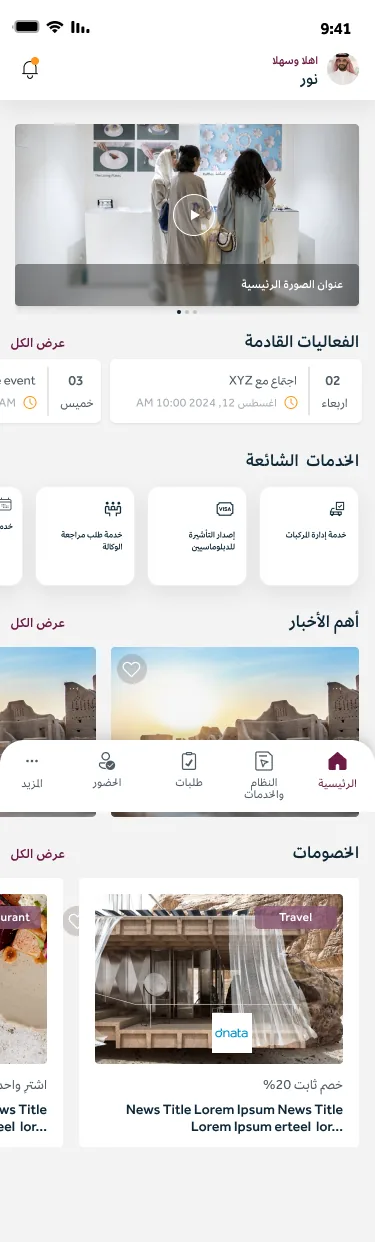 9:41
اهلا وسهلا
نور
عنوان الصورة الرئيسية
الفعاليات القادمة
عرض الكل
02
اربعاء
اجتماع مع XYZ
اغسطس 12, 2024 10:00 AM
03
خميس
event
AM
الخدمات الشائعة
خدمة إدارة المركبات
VISA
إصدار التأشيرة
للدبلوماسيين
خدمة طلب مراجعة
الوكالة
أهم الأخبار
عرض الكل
الرئيسية
النظام
والخدمات
طلبات
الحضور
المزيد
الخصومات
عرض الكل
Travel
dnata
خصم ثابت 20%
News Title Lorem Ipsum News Title
Lorem Ipsum erteel lor...
urant
اشتر واحد
ws Title
eel lor...